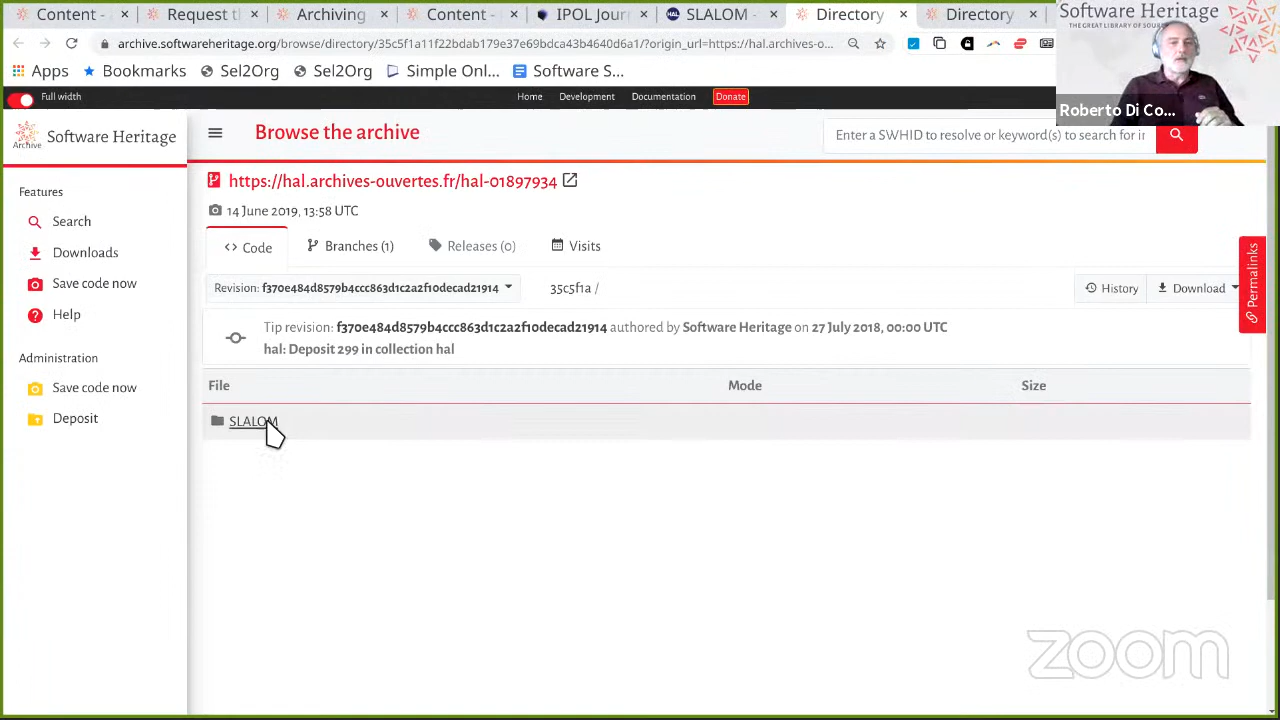 Content -
Request t
Archiving
Content -
IPOL Jour
HAL SLALOM -
Directory
Directory
archive.softwareheritage.org/browse/directory/35c5f1a11f22bdab179e37e69bdca43b4640d6a1/?origin_url=https://hal.archives-o...
Apps
Bookmarks
Sel2Org
Sel2Org
Simple Onl...
Software S...
Software Heritage
THE GREAT LIBRARY OF SOU
Roberto Di Co...
Full width
Home
Development
Documentation
Donate
Archive
Software Heritage
Browse the archive
Enter a SWHID to resolve or keyword(s) to search for in
Features
Search
Downloads
Save code now
Help
Administration
Save code now
Deposit
https://hal.archives-ouvertes.fr/hal-01897934
14 June 2019, 13:58 UTC
Code
Branches (1)
Releases (0)
Visits
Revision: f370e484d8579b4ccc863d1c2a2f10decad21914
35c5f1a /
History
Download
Permalinks
Tip revision: f370e484d8579b4ccc863d1c2a2f10decad21914 authored by Software Heritage on 27 July 2018, 00:00 UTC
hal: Deposit 299 in collection hal
File Mode Size
SLALOM
zoom